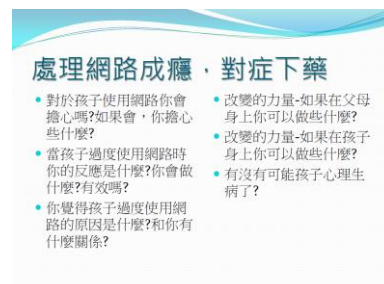 處理網路成癮，對症下藥
對於孩子使用網路你會
擔心嗎?如果會，你擔心
些什麼?
當孩子過度使用網路時
你的反應是什麼?你會做
什麼?有效嗎?
你覺得孩子過度使用網
路的原因是什麼?和你有
什麼關係?
改變的力量-如果在父母
身上你可以做些什麼?
改變的力量-如果在孩子
身上你可以做些什麼?
有沒有可能孩子心理生
病了?